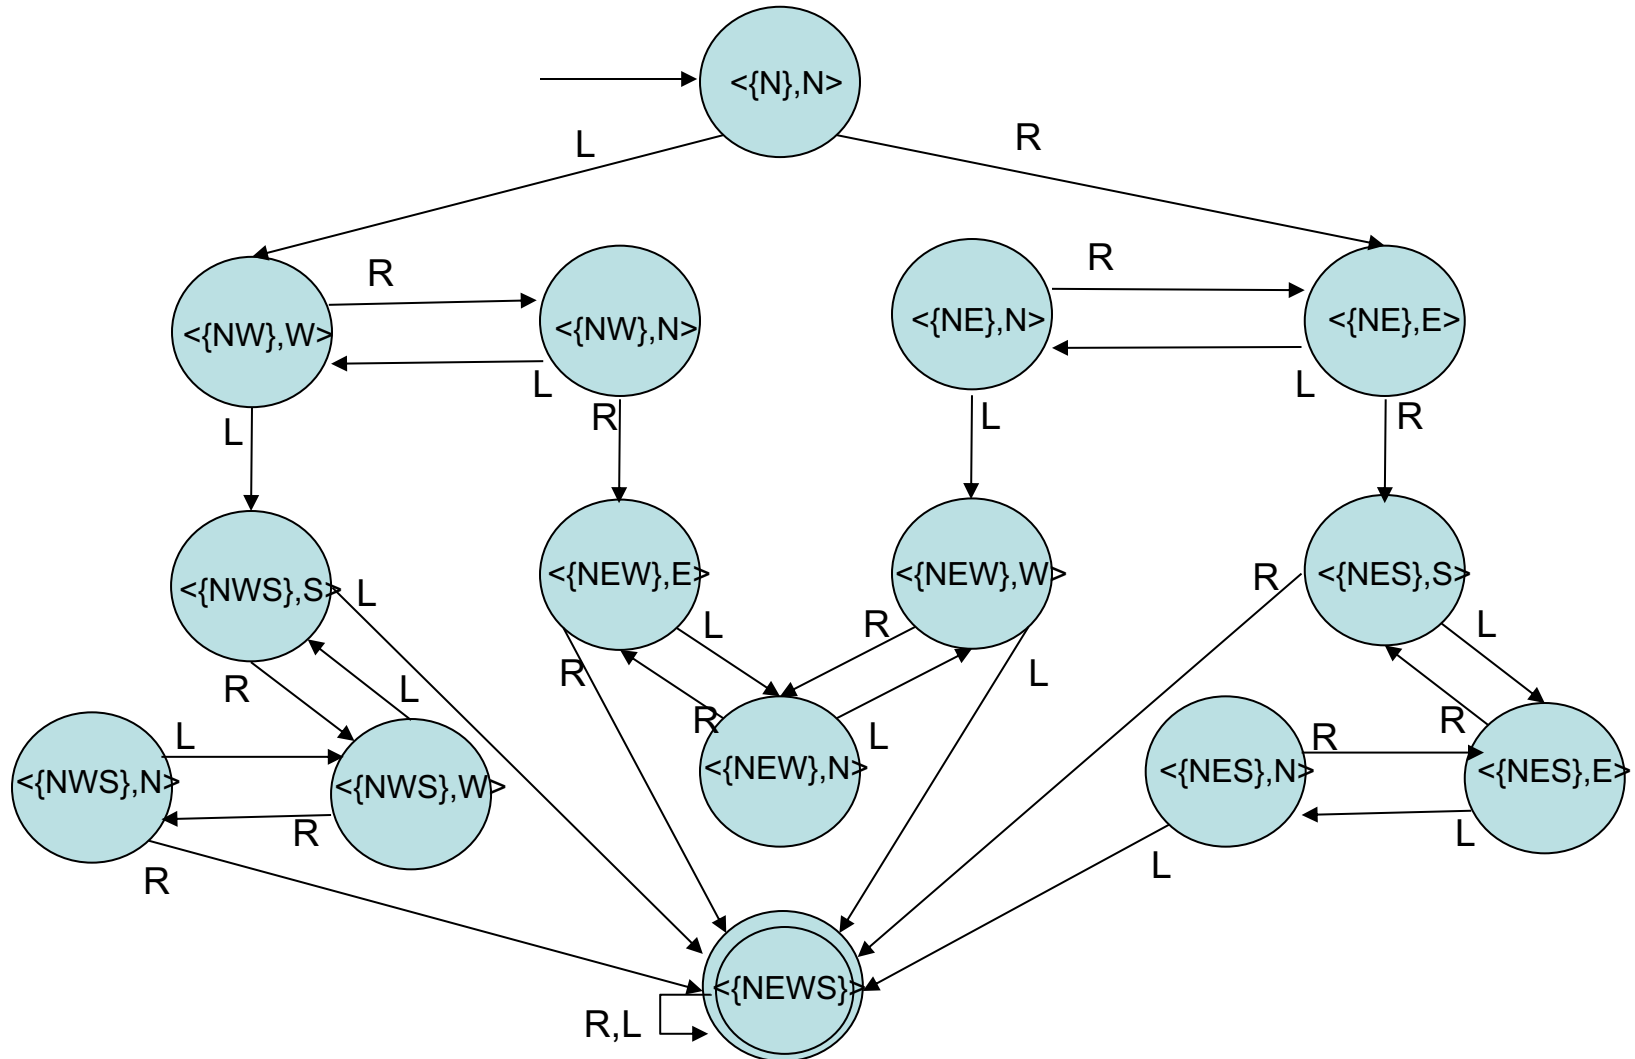 <{N},N>
L
R
R
R
<{NW},W>
<{NW},N>
<{NE},N>
<{NE},E>
L
L
L
R
L
R
<{NWS},S>
L
<{NEW},E>
<{NEW},W>
R
<{NES},S>
L
R
L
R
L
R
L
R
R
L
L
R
R
<{NWS},N>
<{NWS},W>
<{NEW},N>
<{NES},N>
<{NES},E>
R
L
R
L
<{NEWS}>
R,L